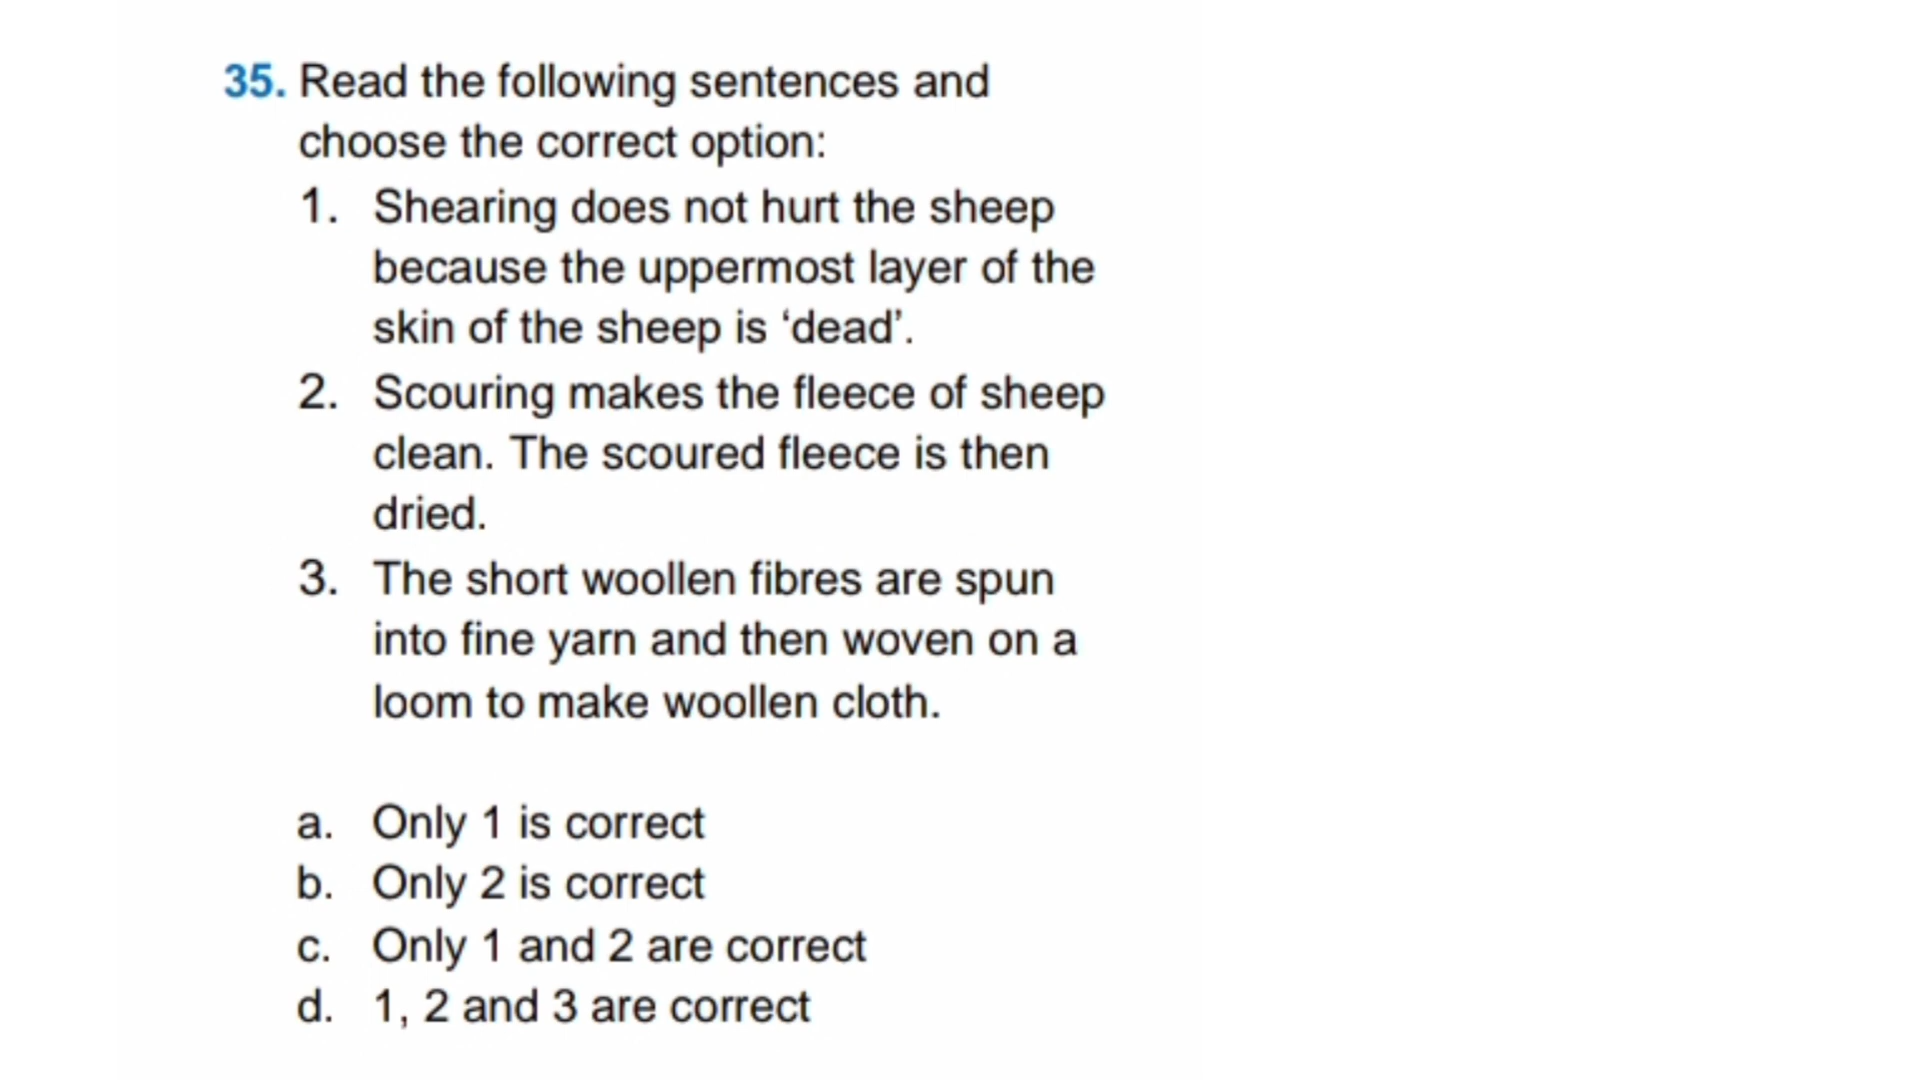 35. Read the following sentences and
choose the correct option:
1. Shearing does not hurt the sheep
because the uppermost layer of the
skin of the sheep is ‘dead’.
2. Scouring makes the fleece of sheep
clean. The scoured fleece is then
dried.
3. The short woollen fibres are spun
into fine yarn and then woven on a
loom to make woollen cloth.
a. Only 1 is correct
b. Only 2 is correct
c. Only 1 and 2 are correct
d. 1, 2 and 3 are correct